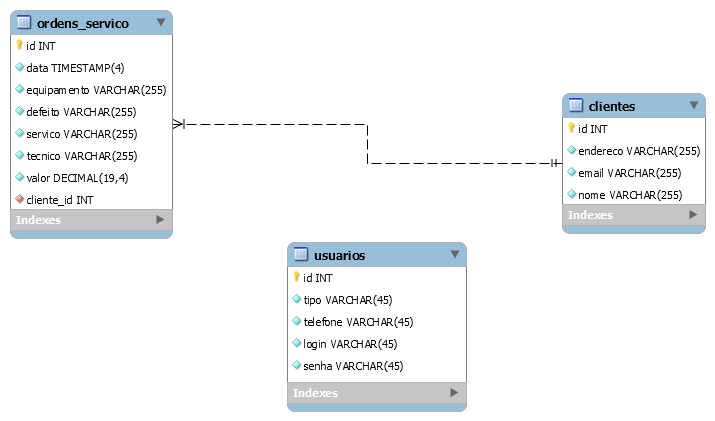 ordens_servico
id INT
data TIMESTAMP(4)
equipamento VARCHAR(255)
defeito VARCHAR(255)
servico VARCHAR(255)
tecnico VARCHAR(255)
valor DECIMAL(19,4)
cliente_id INT
Indexes
clientes
id INT
endereco VARCHAR(255)
email VARCHAR(255)
nome VARCHAR(255)
Indexes
usuarios
id INT
tipo VARCHAR(45)
telefone VARCHAR(45)
login VARCHAR(45)
senha VARCHAR(45)
Indexes